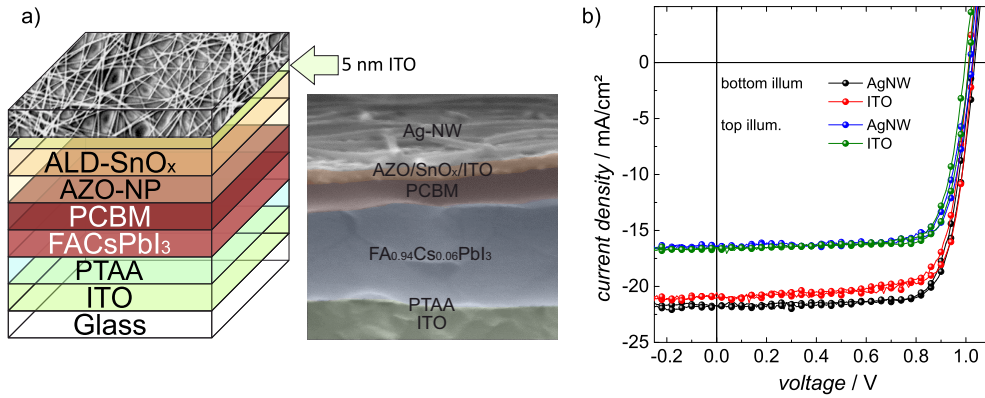 a)
5 nm ITO
ALD-SnOₓ
AZO-NP
PCBM
FACsPbI₃
PTAA
ITO
Glass
Ag-NW
AZO/SnOₓ/ITO
PCBM
FA₀.₉₄Cs₀.₀₆PbI₃
PTAA
ITO
b)
current density / mA/cm²
5
0
-5
-10
-15
-20
-25
bottom illum
AgNW
ITO
top illum.
AgNW
ITO
0.0
0.2
0.4
0.6
0.8
1.0
voltage / V